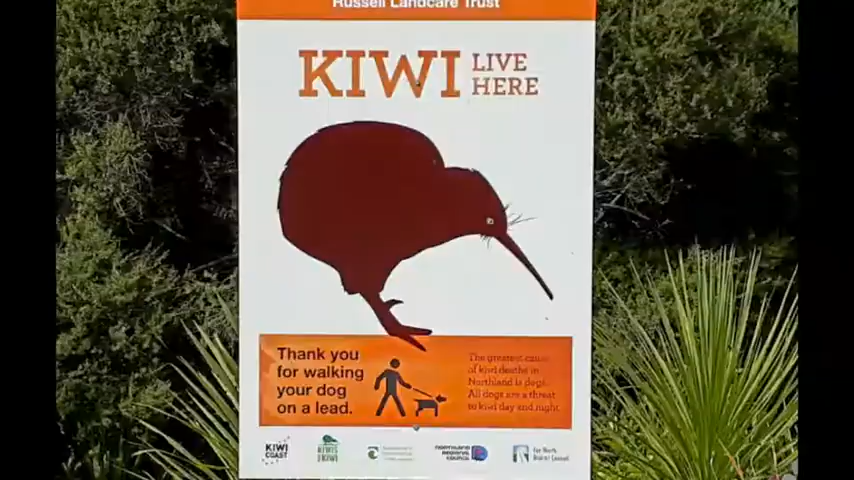 Russell Landcare Trust
KIWI LIVE
HERE
Thank you
for walking
your dog
on a lead.
The greatest cause
of kiwi deaths in
Northland is dogs.
All dogs are a threat
to kiwi day and night.
KIWI
COAST
KIWIS
NORTHLAND
REGIONAL
COUNCIL
Far North
District Council